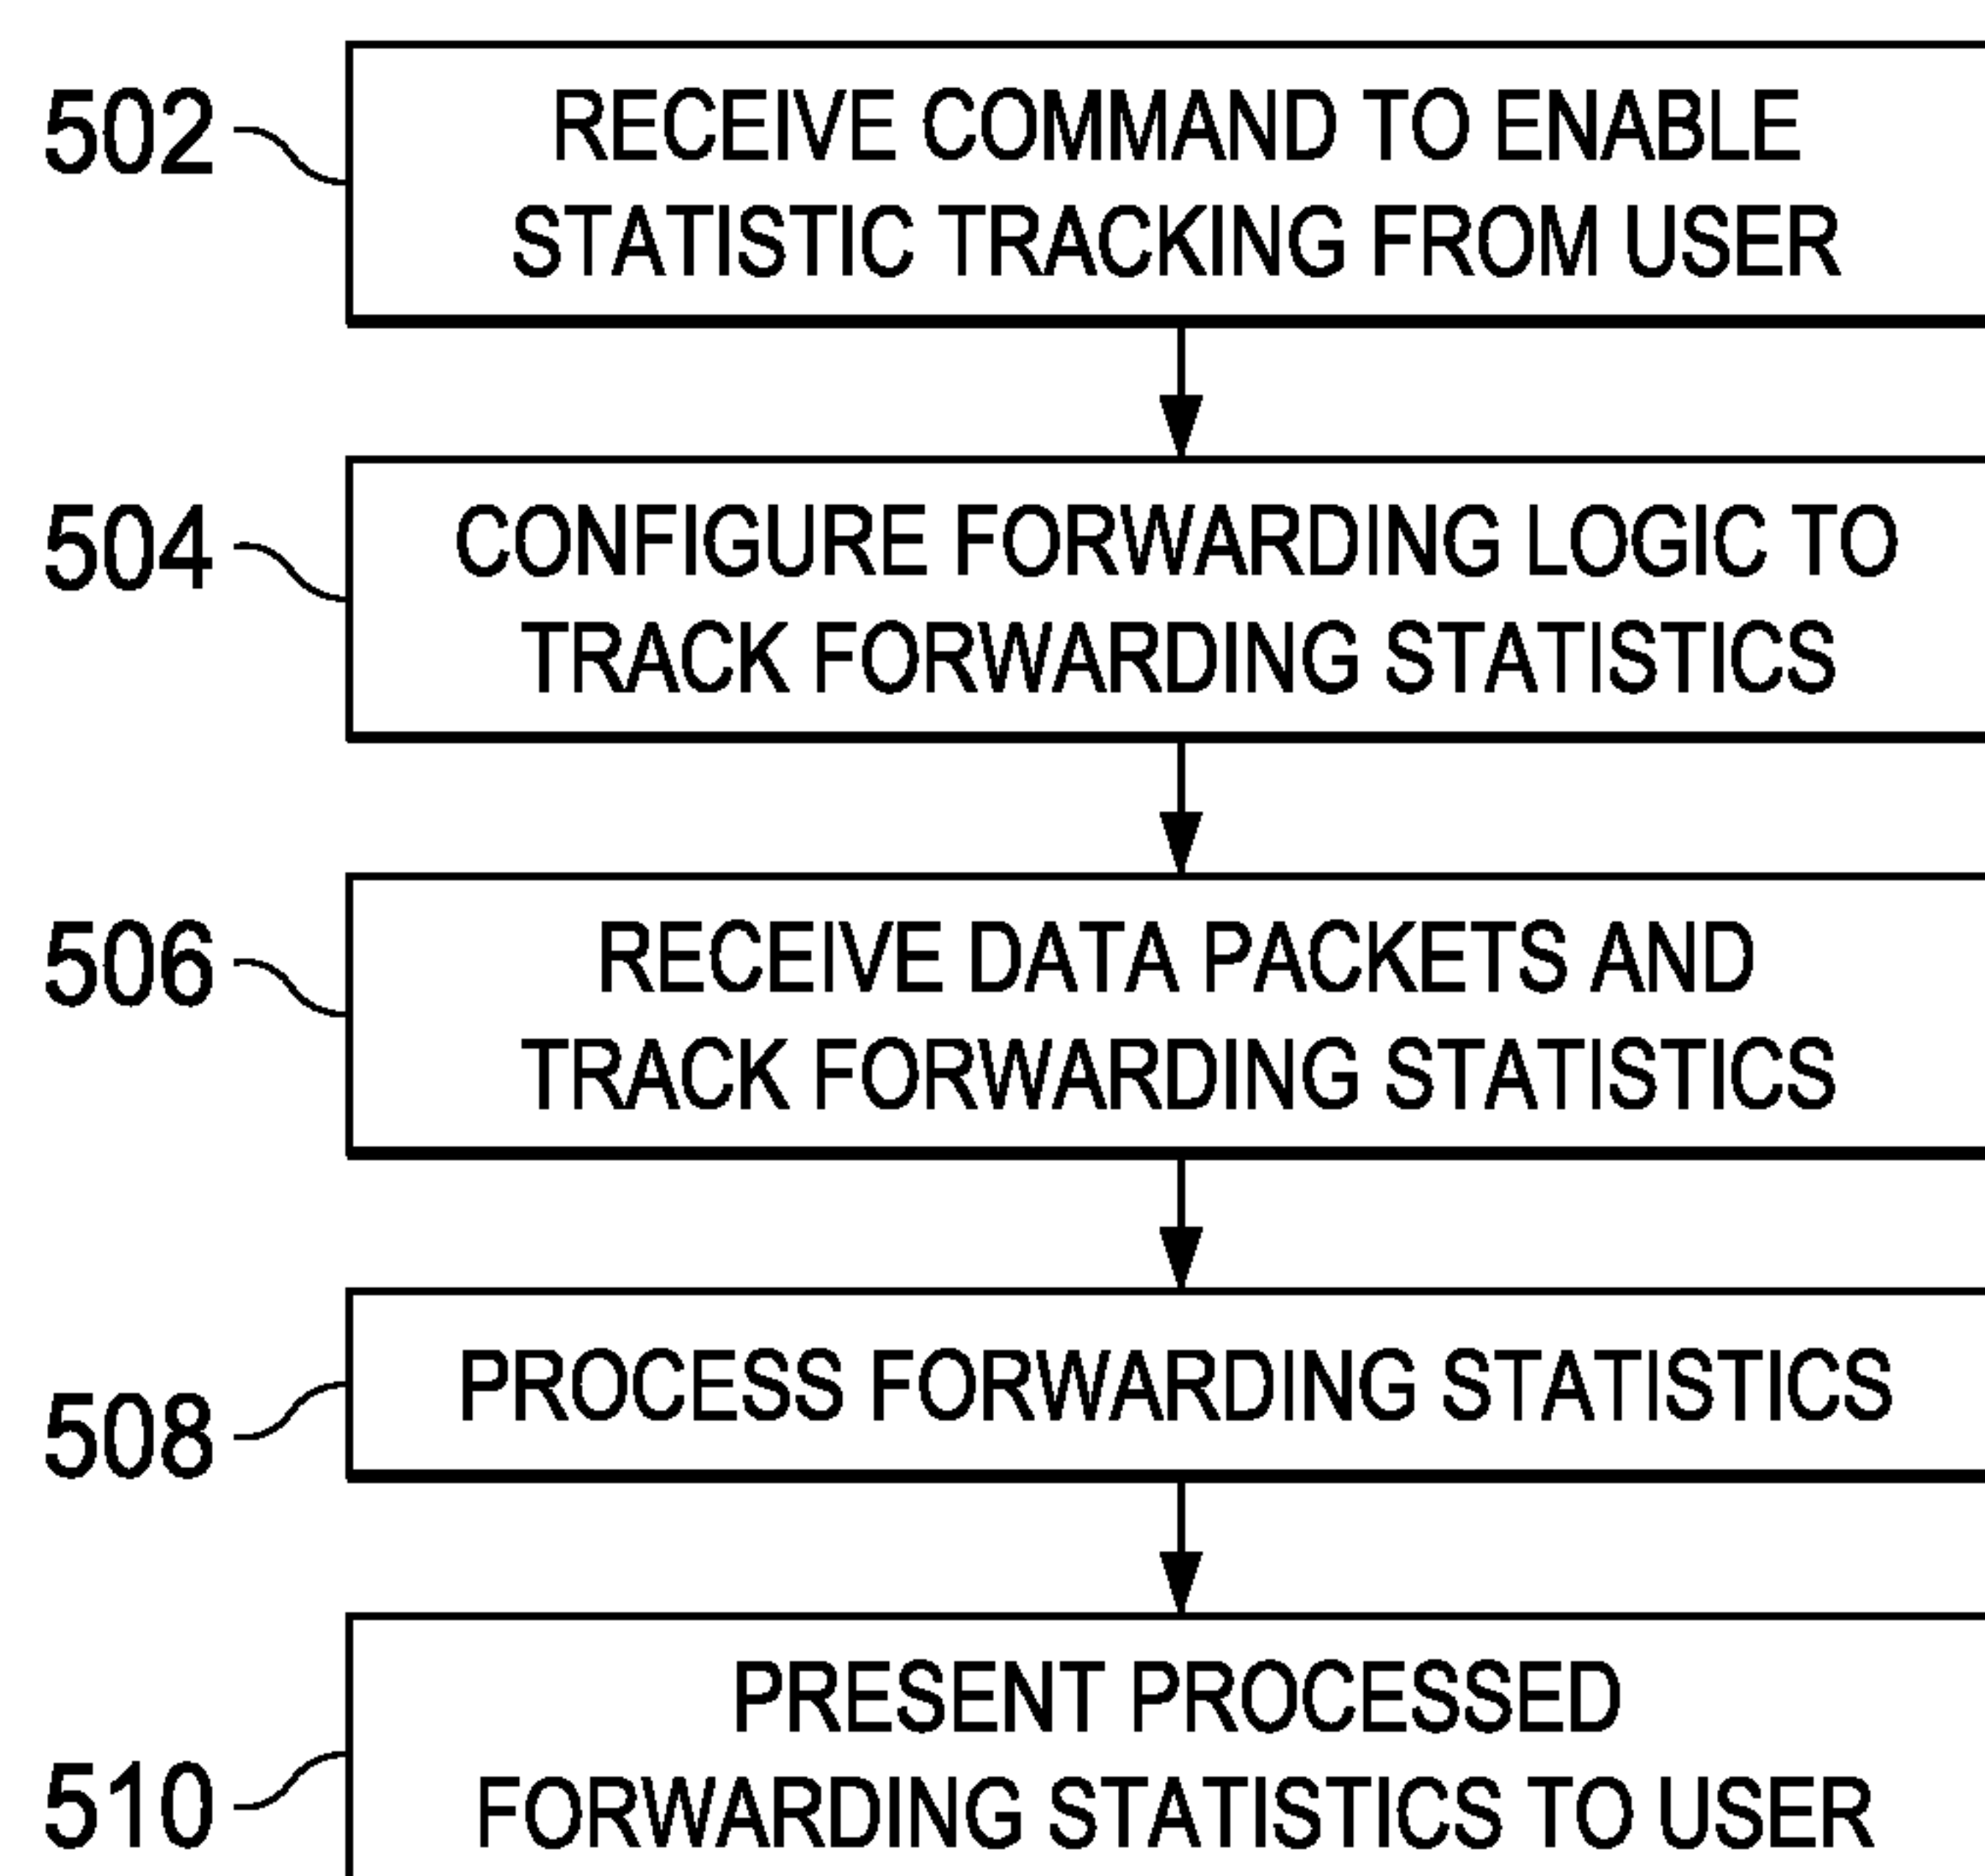 502
RECEIVE COMMAND TO ENABLE
STATISTIC TRACKING FROM USER
504
CONFIGURE FORWARDING LOGIC TO
TRACK FORWARDING STATISTICS
506
RECEIVE DATA PACKETS AND
TRACK FORWARDING STATISTICS
508
PROCESS FORWARDING STATISTICS
510
PRESENT PROCESSED
FORWARDING STATISTICS TO USER